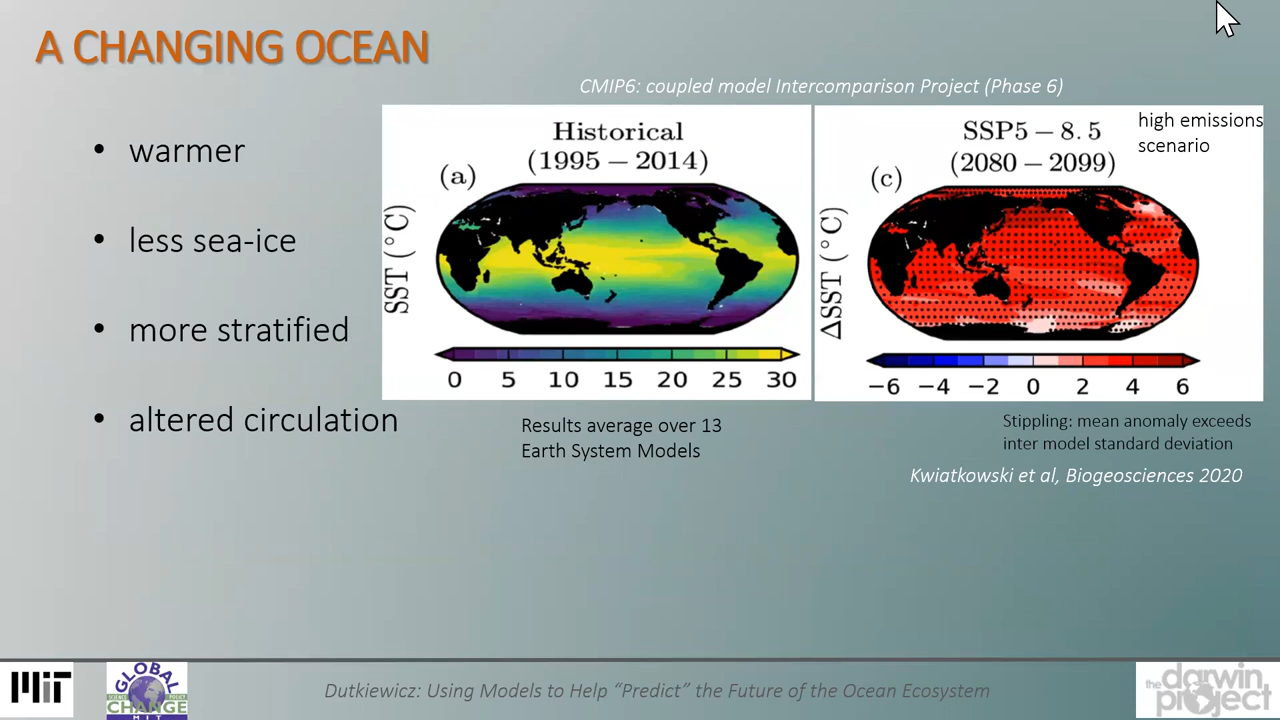 A CHANGING OCEAN
CMIP6: coupled model Intercomparison Project (Phase 6)
• warmer
• less sea-ice
• more stratified
• altered circulation
Historical
(1995 – 2014)
(a)
SST (°C)
0 5 10 15 20 25 30
SSP5 – 8.5
(2080 – 2099)
high emissions
scenario
(c)
ΔSST (°C)
−6 −4 −2 0 2 4 6
Results average over 13
Earth System Models
Stippling: mean anomaly exceeds
inter model standard deviation
Kwiatkowski et al, Biogeosciences 2020
MIT
GLOBAL
SCIENCE POLICY
CHANGE
MIT
Dutkiewicz: Using Models to Help “Predict” the Future of the Ocean Ecosystem
the darwin
project